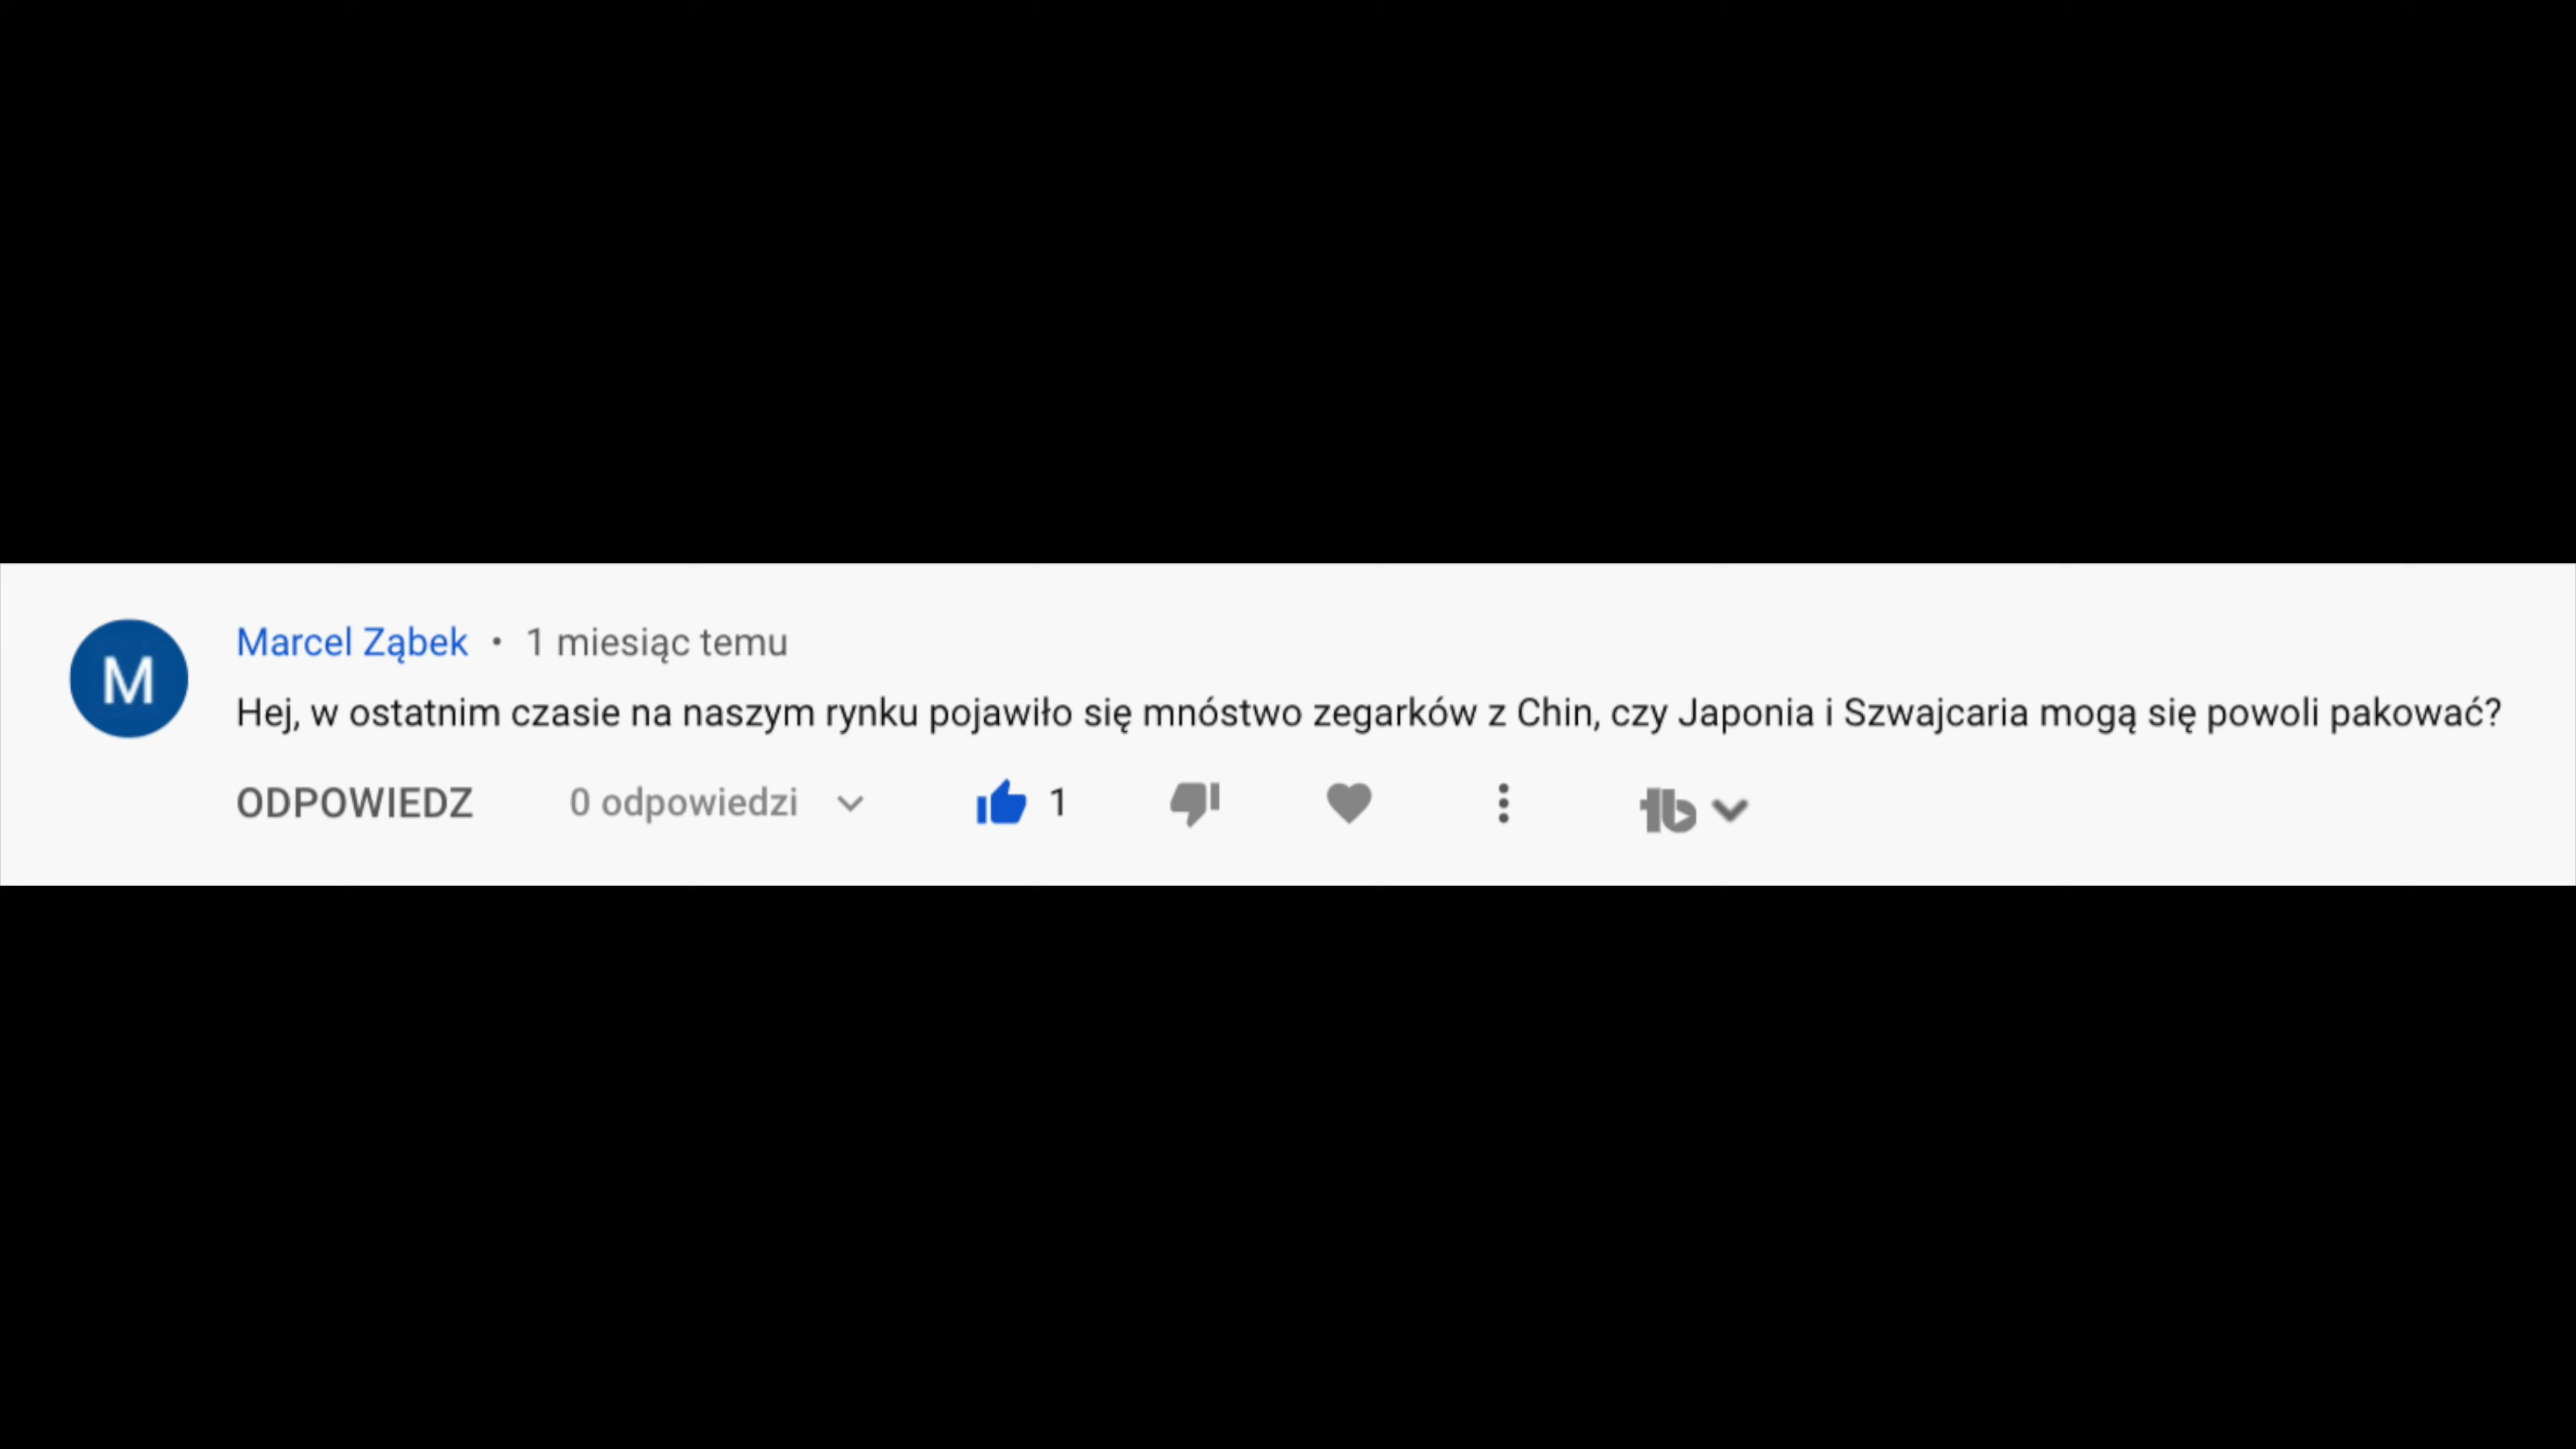 M
Marcel Ząbek • 1 miesiąc temu
Hej, w ostatnim czasie na naszym rynku pojawiło się mnóstwo zegarków z Chin, czy Japonia i Szwajcaria mogą się powoli pakować?
ODPOWIEDZ 0 odpowiedzi 1 tb